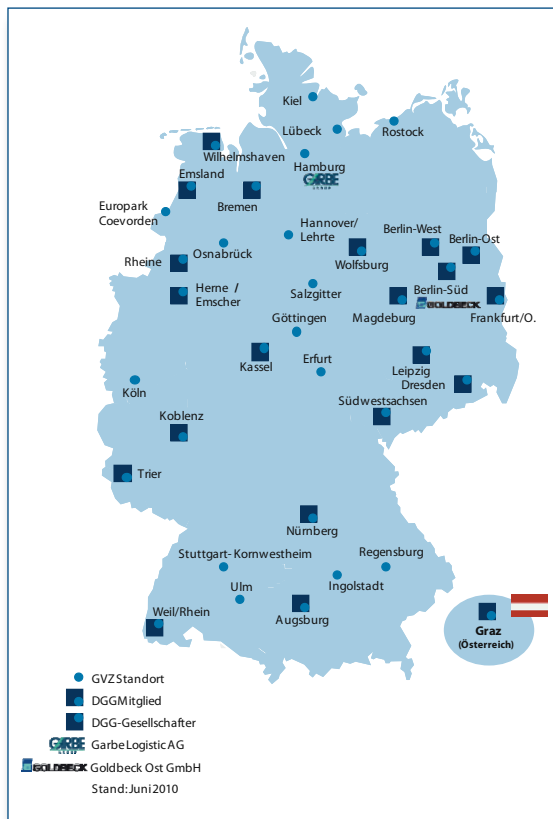 Kiel
Lübeck
Rostock
Wilhelmshaven
Hamburg
GARBE
GROUP
Emsland
Bremen
Europark
Coevorden
Hannover/
Lehrte
Berlin-West
Berlin-Ost
Osnabrück
Wolfsburg
Rheine
Herne /
Emscher
Salzgitter
Berlin-Süd
GOLDBECK
Magdeburg
Frankfurt/O.
Göttingen
Kassel
Erfurt
Leipzig
Dresden
Köln
Südwestsachsen
Koblenz
Trier
Nürnberg
Stuttgart- Kornwestheim
Regensburg
Ulm
Ingolstadt
Augsburg
Weil/Rhein
Graz
(Österreich)
GVZ Standort
DGG Mitglied
DGG-Gesellschafter
GARBE
GROUP
Garbe Logistic AG
GOLDBECK
Goldbeck Ost GmbH
Stand: Juni 2010